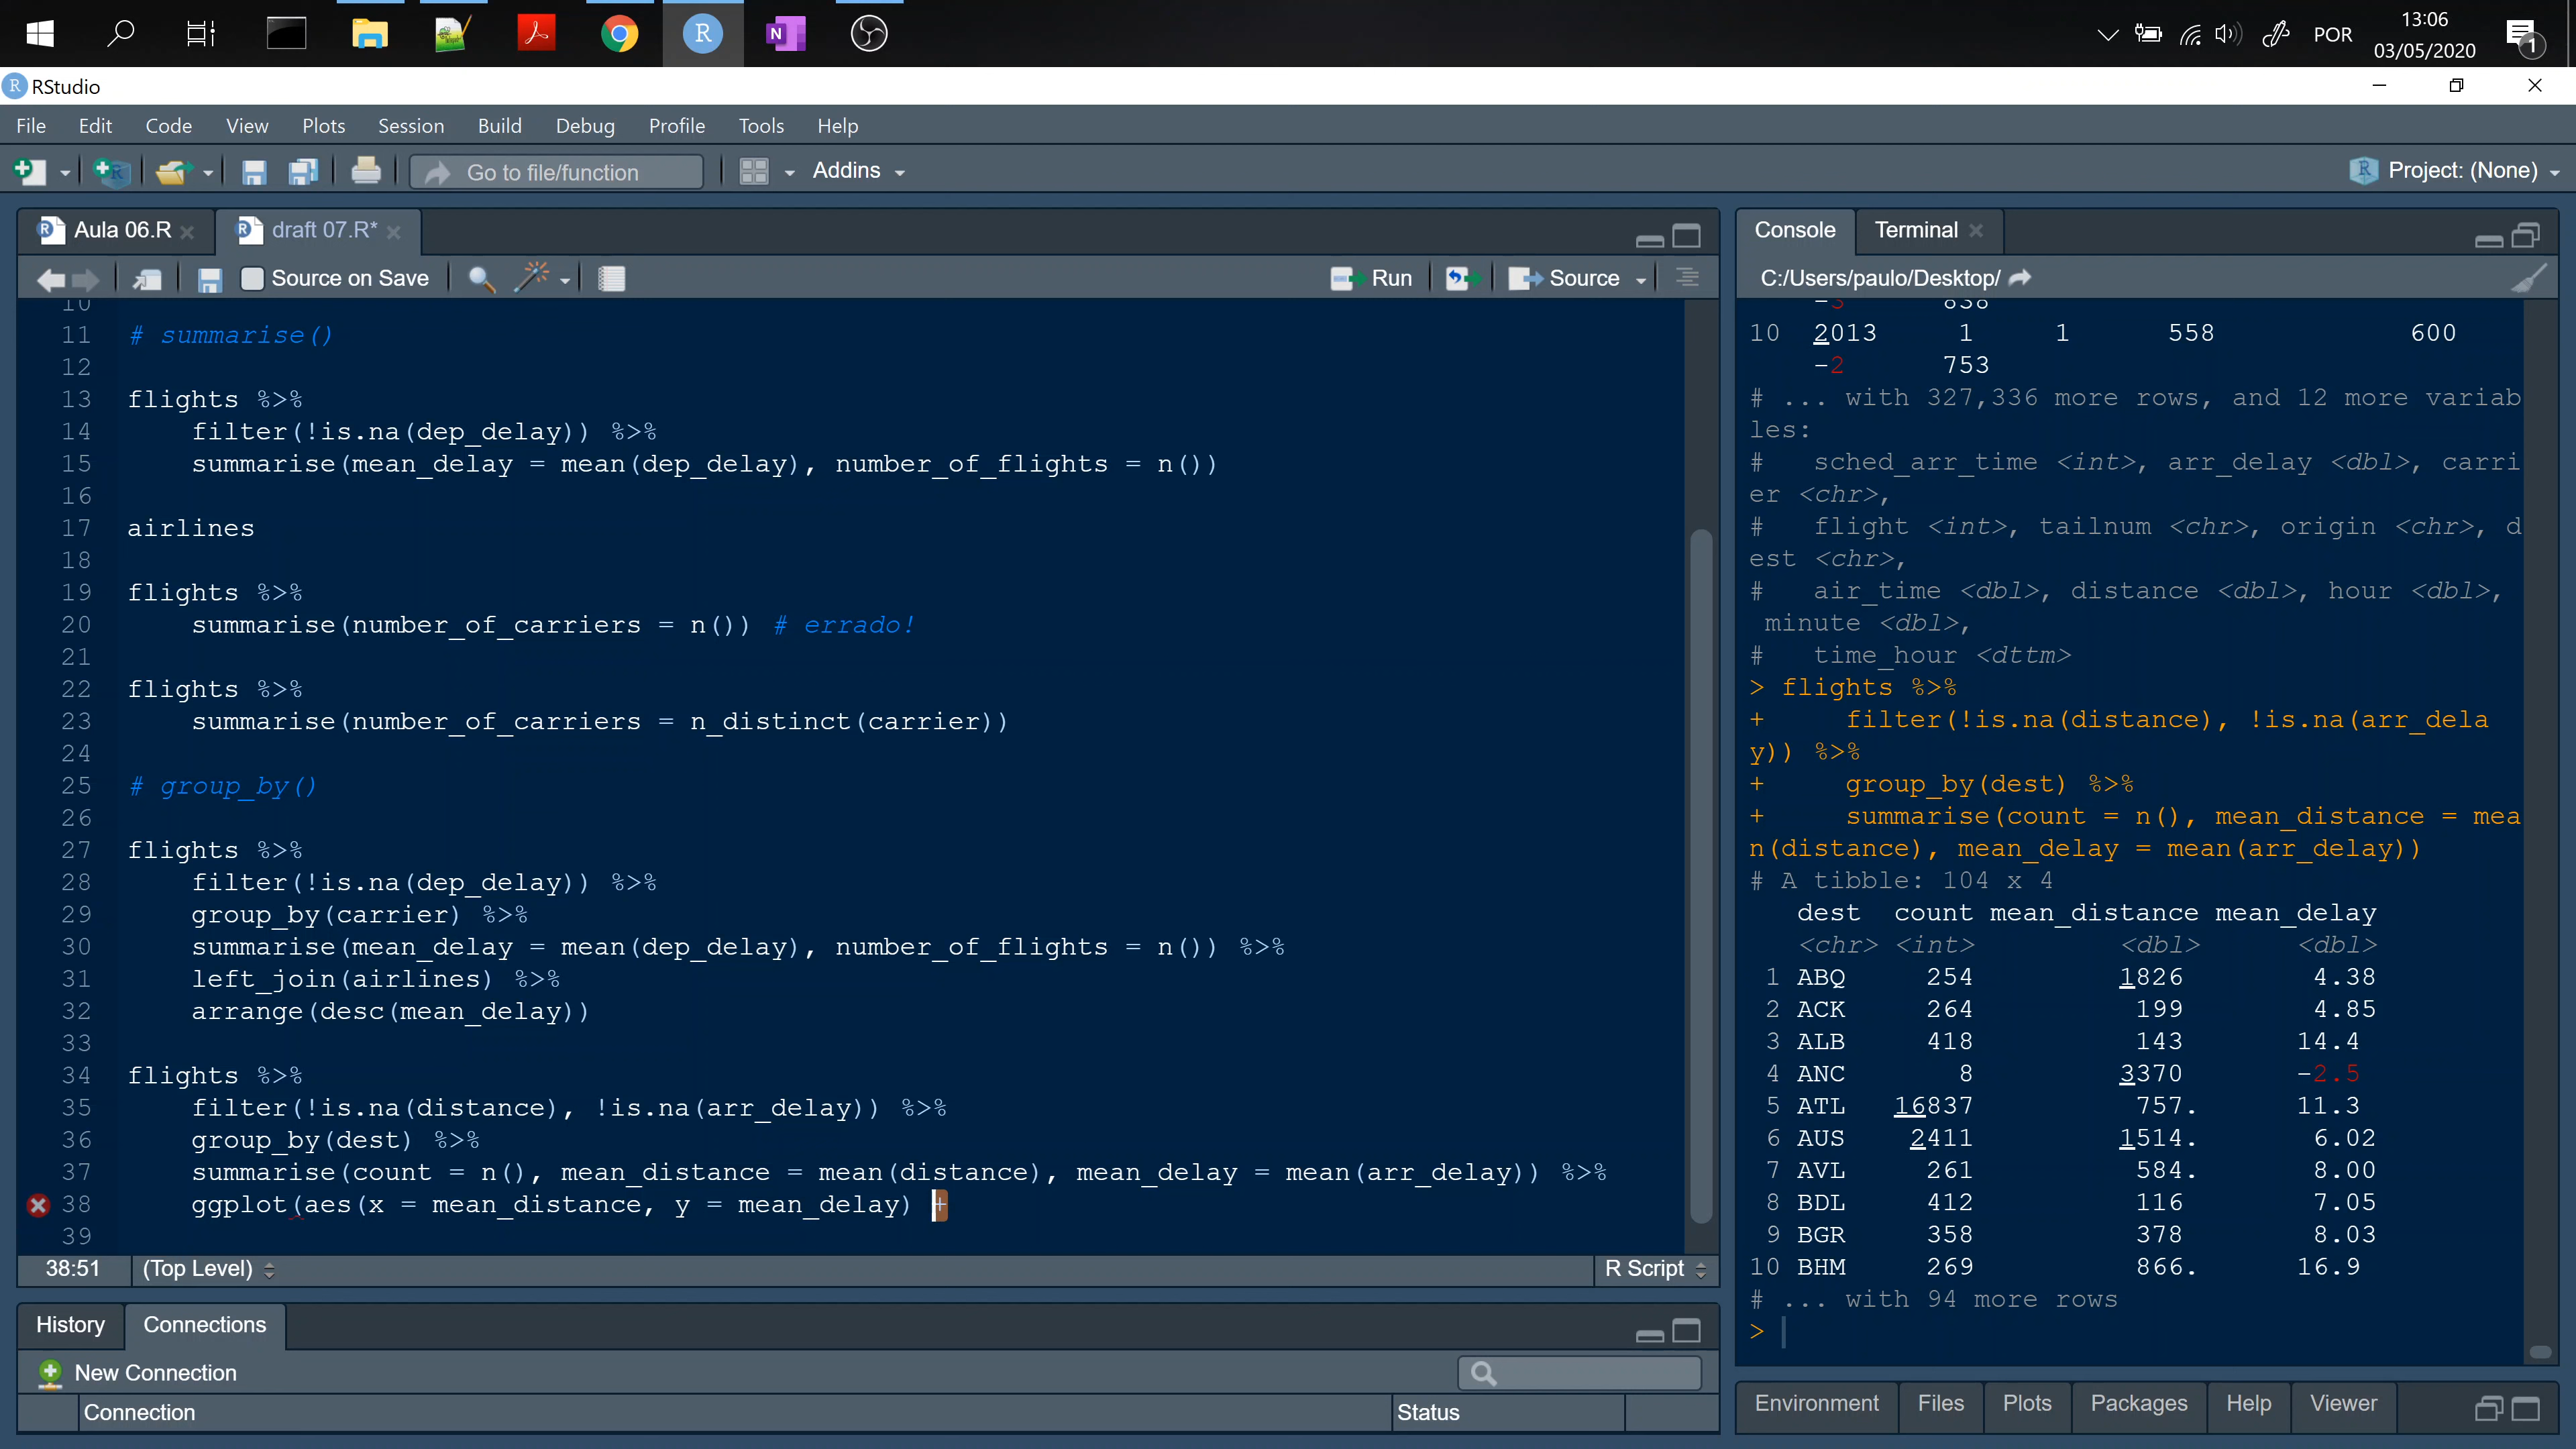 POR
13:06
03/05/2020
1
RStudio
File Edit Code View Plots Session Build Debug Profile Tools Help
Go to file/function Addins Project: (None)
Aula 06.R draft 07.R*
Source on Save Run Source
10
11 # summarise()
12
13 flights %>%
14 filter(!is.na(dep_delay)) %>%
15 summarise(mean_delay = mean(dep_delay), number_of_flights = n())
16
17 airlines
18
19 flights %>%
20 summarise(number_of_carriers = n()) # errado!
21
22 flights %>%
23 summarise(number_of_carriers = n_distinct(carrier))
24
25 # group_by()
26
27 flights %>%
28 filter(!is.na(dep_delay)) %>%
29 group_by(carrier) %>%
30 summarise(mean_delay = mean(dep_delay), number_of_flights = n()) %>%
31 left_join(airlines) %>%
32 arrange(desc(mean_delay))
33
34 flights %>%
35 filter(!is.na(distance), !is.na(arr_delay)) %>%
36 group_by(dest) %>%
37 summarise(count = n(), mean_distance = mean(distance), mean_delay = mean(arr_delay)) %>%
38 ggplot(aes(x = mean_distance, y = mean_delay) +
39
38:51 (Top Level) R Script
History Connections
New Connection
Connection Status
Console Terminal
C:/Users/paulo/Desktop/
-3 838
10 2013 1 1 558 600
-2 753
# ... with 327,336 more rows, and 12 more variab
les:
# sched_arr_time <int>, arr_delay <dbl>, carri
er <chr>,
# flight <int>, tailnum <chr>, origin <chr>, d
est <chr>,
# air_time <dbl>, distance <dbl>, hour <dbl>,
minute <dbl>,
# time_hour <dttm>
> flights %>%
+ filter(!is.na(distance), !is.na(arr_dela
y)) %>%
+ group_by(dest) %>%
+ summarise(count = n(), mean_distance = mea
n(distance), mean_delay = mean(arr_delay))
# A tibble: 104 x 4
dest count mean_distance mean_delay
<chr> <int> <dbl> <dbl>
1 ABQ 254 1826 4.38
2 ACK 264 199 4.85
3 ALB 418 143 14.4
4 ANC 8 3370 -2.5
5 ATL 16837 757. 11.3
6 AUS 2411 1514. 6.02
7 AVL 261 584. 8.00
8 BDL 412 116 7.05
9 BGR 358 378 8.03
10 BHM 269 866. 16.9
# ... with 94 more rows
>
Environment Files Plots Packages Help Viewer